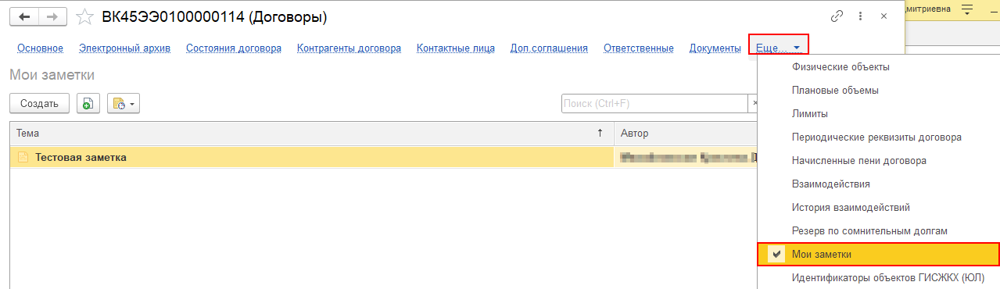 ВК45ЭЭ0100000114 (Договоры)
митриевна
Основное Электронный архив Состояния договора Контрагенты договора Контактные лица Доп.соглашения Ответственные Документы Еще...
Мои заметки
Создать
Поиск (Ctrl+F)
×
Тема
Автор
Тестовая заметка
Физические объекты
Плановые объемы
Лимиты
Периодические реквизиты договора
Начисленные пени договора
Взаимодействия
История взаимодействий
Резерв по сомнительным долгам
Мои заметки
Идентификаторы объектов ГИСЖКХ (ЮЛ)